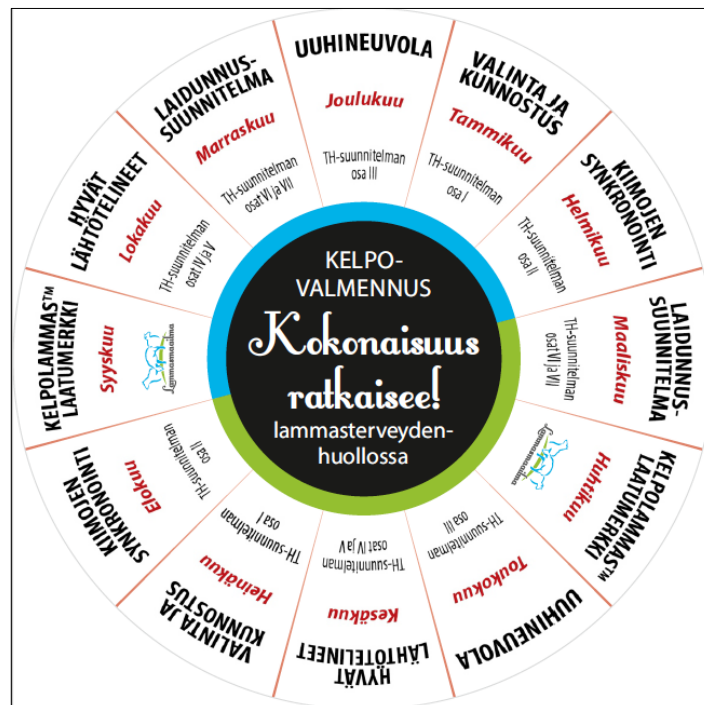 UUHINEUVOLA
Joulukuu
TH-suunnitelman
osa III
VALINTA JA
KUNNOSTUS
Tammikuu
TH-suunnitelman
osa I
KIIMOJEN
SYNKRONOINTI
Helmikuu
TH-suunnitelman
osa II
LAIDUNNUS-
SUUNNITELMA
Maaliskuu
TH-suunnitelman
osat VI ja VII
KELPOLAMMAS™
LAATUMERKKI
Huhtikuu
Lammasmaailma
UUHINEUVOLA
Toukokuu
TH-suunnitelman
osa III
HYVÄT
LÄHTÖTELINEET
Kesäkuu
TH-suunnitelman
osat IV ja V
VALINTA JA
KUNNOSTUS
Heinäkuu
TH-suunnitelman
osa I
KIIMOJEN
SYNKRONOINTI
Elokuu
TH-suunnitelman
osa II
KELPOLAMMAS™
LAATUMERKKI
Syyskuu
Lammasmaailma
HYVÄT
LÄHTÖTELINEET
Lokakuu
TH-suunnitelman
osat IV ja V
LAIDUNNUS-
SUUNNITELMA
Marraskuu
TH-suunnitelman
osat VI ja VII
KELPO-
VALMENNUS
Kokonaisuus
ratkaisee!
lammasterveyden-
huollossa